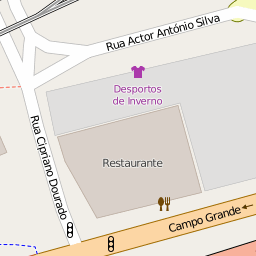 Rua Actor António Silva
Desportos
de Inverno
Rua Cipriano Dourado
Restaurante
Campo Grande